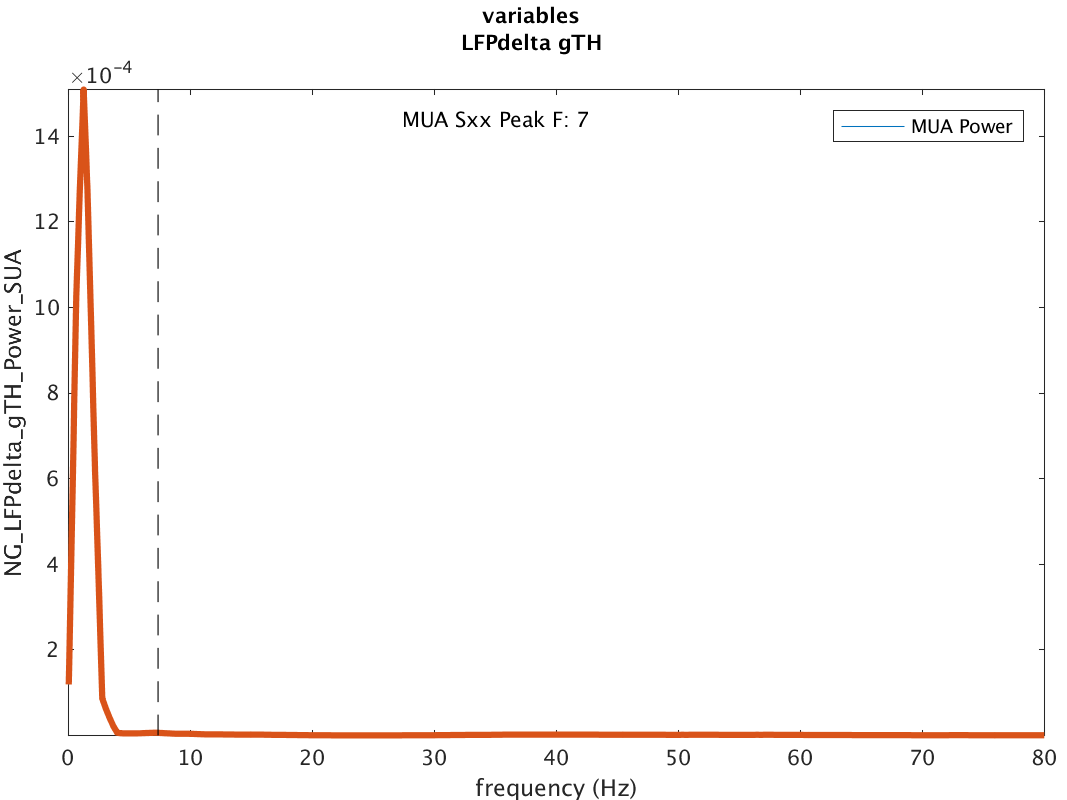 variables
LFPdelta gTH
×10⁻⁴
MUA Sxx Peak F: 7
MUA Power
14
12
10
8
6
4
2
NG_LFPdelta_gTH_Power_SUA
0 10 20 30 40 50 60 70 80
frequency (Hz)